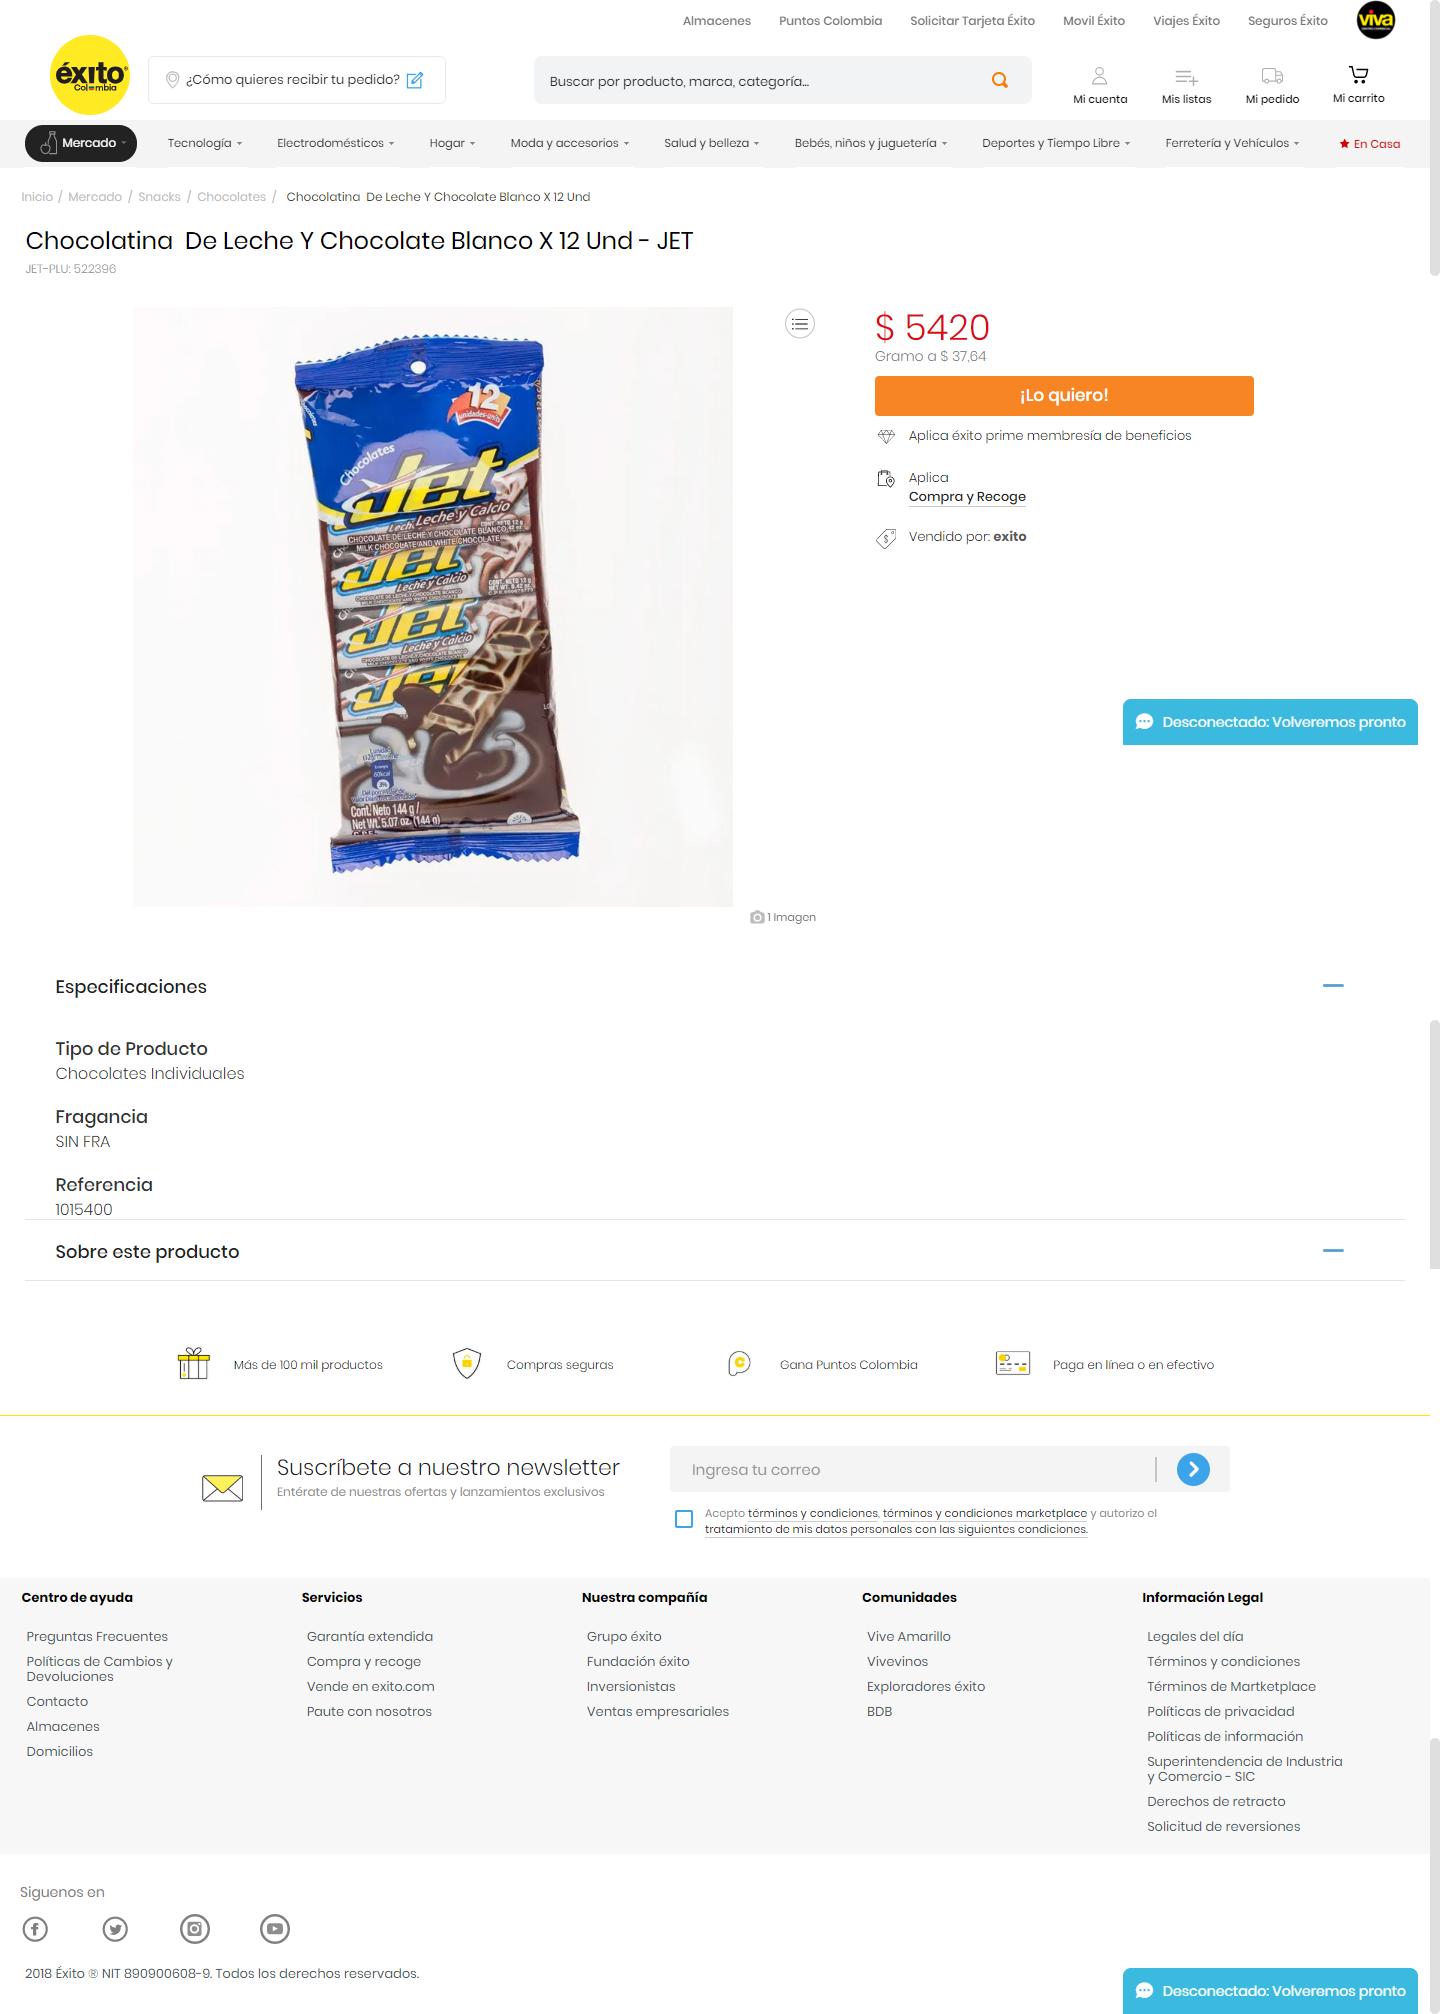 Almacenes Puntos Colombia Solicitar Tarjeta Éxito Movil Éxito Viajes Éxito Seguros Éxito viva
éxito
Colombia
¿Cómo quieres recibir tu pedido?
Buscar por producto, marca, categoría...
Mi cuenta Mis listas Mi pedido Mi carrito
Mercado Tecnología Electrodomésticos Hogar Moda y accesorios Salud y belleza Bebés, niños y juguetería Deportes y Tiempo Libre Ferretería y Vehículos En Casa
Inicio / Mercado / Snacks / Chocolates / Chocolatina De Leche Y Chocolate Blanco X 12 Und
Chocolatina De Leche Y Chocolate Blanco X 12 Und - JET
JET-PLU: 522396
12
unidades-units
Chocolates
Jet
Leche y Calcio
CHOCOLATE DE LECHE Y CHOCOLATE BLANCO
MILK CHOCOLATE AND WHITE CHOCOLATE
Jet
Leche y Calcio
Jet
Leche y Calcio
Cont. Neto 144 g /
Net Wt. 5.07 oz. (144 g)
1 Imagen
$ 5420
Gramo a $ 37,64
¡Lo quiero!
Aplica éxito prime membresía de beneficios
Aplica
Compra y Recoge
Vendido por: exito
Desconectado: Volveremos pronto
Especificaciones
Tipo de Producto
Chocolates Individuales
Fragancia
SIN FRA
Referencia
1015400
Sobre este producto
Más de 100 mil productos Compras seguras Gana Puntos Colombia Paga en línea o en efectivo
Suscríbete a nuestro newsletter
Entérate de nuestras ofertas y lanzamientos exclusivos
Ingresa tu correo
Acepto términos y condiciones, términos y condiciones marketplace y autorizo el
tratamiento de mis datos personales con las siguientes condiciones.
Centro de ayuda
Preguntas Frecuentes
Políticas de Cambios y
Devoluciones
Contacto
Almacenes
Domicilios
Servicios
Garantía extendida
Compra y recoge
Vende en exito.com
Paute con nosotros
Nuestra compañía
Grupo éxito
Fundación éxito
Inversionistas
Ventas empresariales
Comunidades
Vive Amarillo
Vivevinos
Exploradores éxito
BDB
Información Legal
Legales del día
Términos y condiciones
Términos de Martketplace
Políticas de privacidad
Políticas de información
Superintendencia de Industria
y Comercio - SIC
Derechos de retracto
Solicitud de reversiones
Siguenos en
2018 Éxito ® NIT 890900608-9. Todos los derechos reservados.
Desconectado: Volveremos pronto